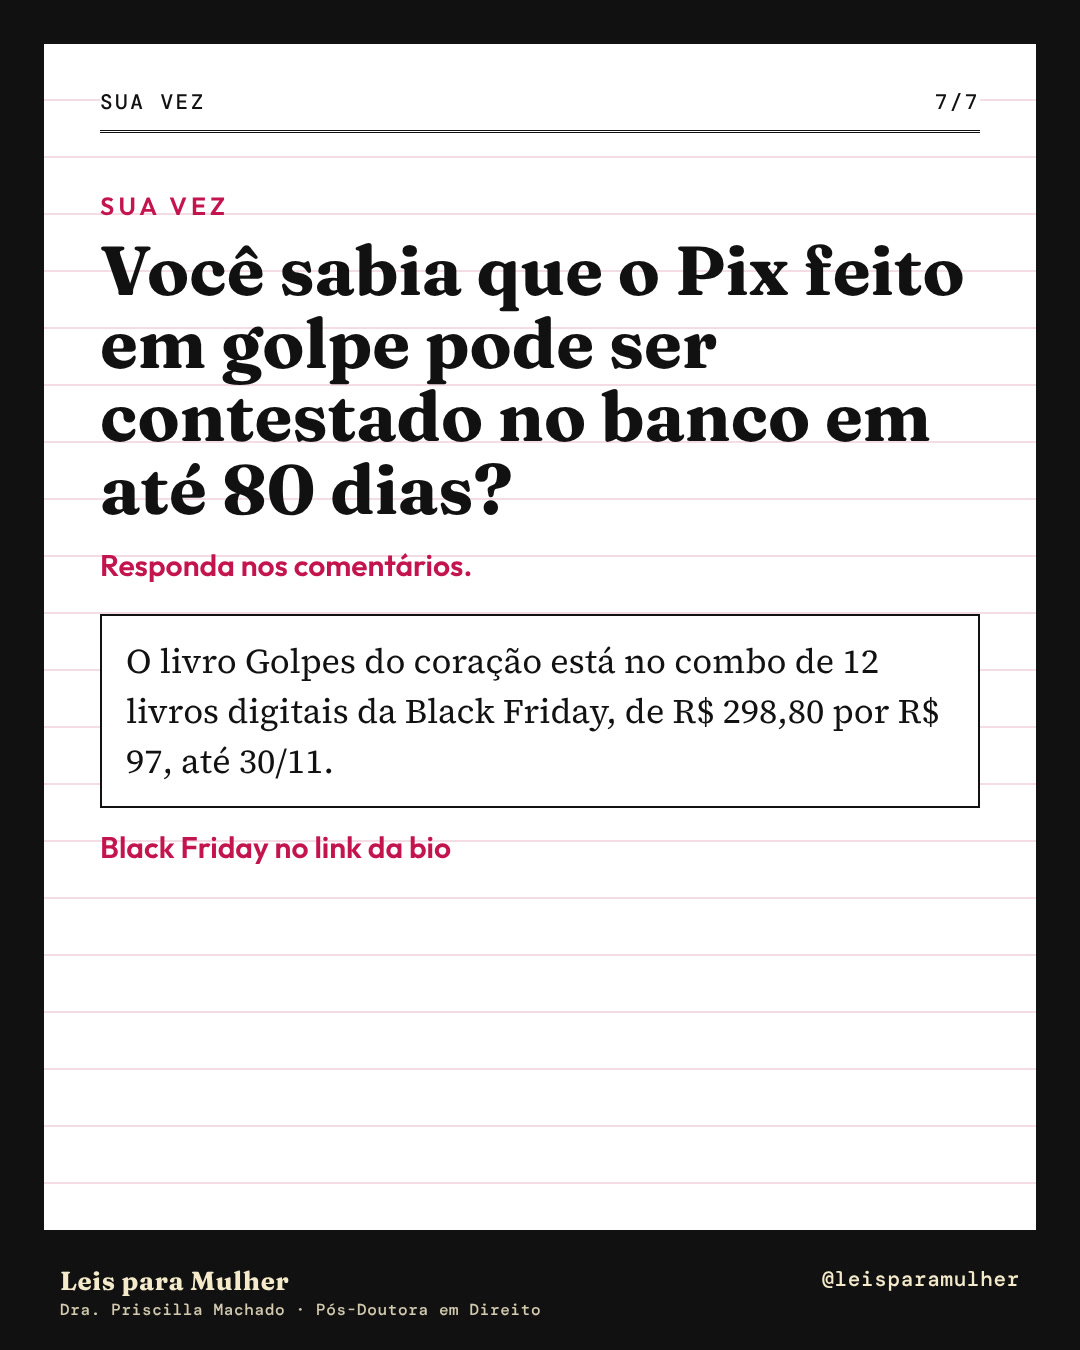 SUA VEZ
7/7
SUA VEZ
Você sabia que o Pix feito
em golpe pode ser
contestado no banco em
até 80 dias?
Responda nos comentários.
O livro Golpes do coração está no combo de 12
livros digitais da Black Friday, de R$ 298,80 por R$
97, até 30/11.
Black Friday no link da bio
Leis para Mulher
@leisparamulher
Dra. Priscilla Machado · Pós-Doutora em Direito